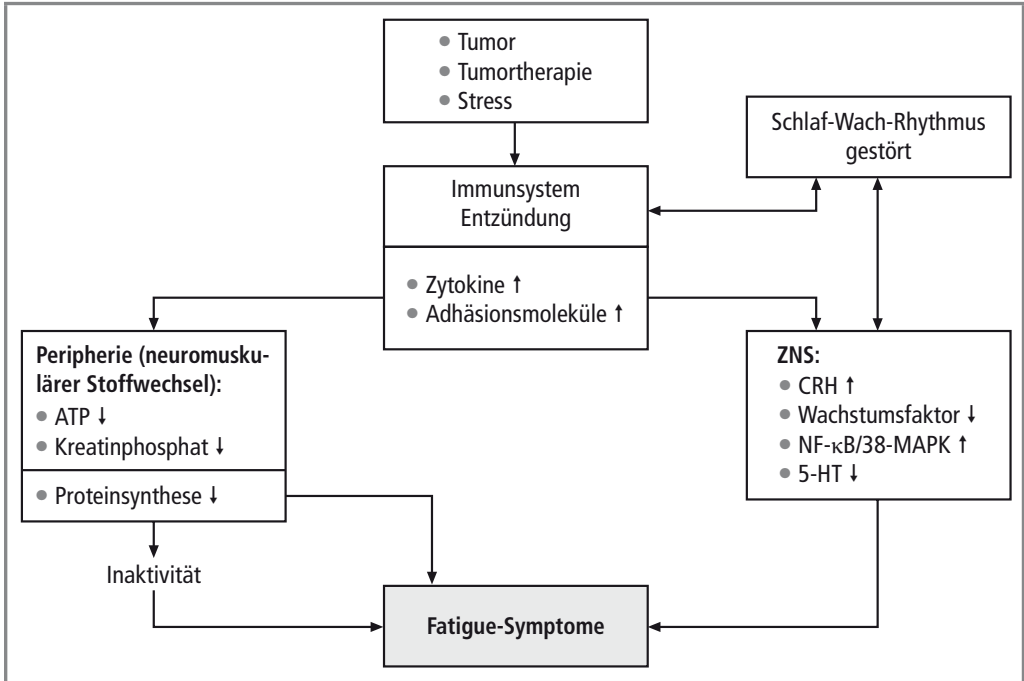 • Tumor
• Tumortherapie
• Stress
Schlaf-Wach-Rhythmus
gestört
Immunsystem
Entzündung
• Zytokine ↑
• Adhäsionsmoleküle ↑
Peripherie (neuromusku-
lärer Stoffwechsel):
• ATP ↓
• Kreatinphosphat ↓
• Proteinsynthese ↓
ZNS:
• CRH ↑
• Wachstumsfaktor ↓
• NF-κB/38-MAPK ↑
• 5-HT ↓
Inaktivität
Fatigue-Symptome